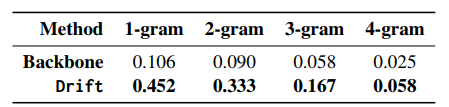 Method 1-gram 2-gram 3-gram 4-gram
Backbone 0.106 0.090 0.058 0.025
Drift 0.452 0.333 0.167 0.058